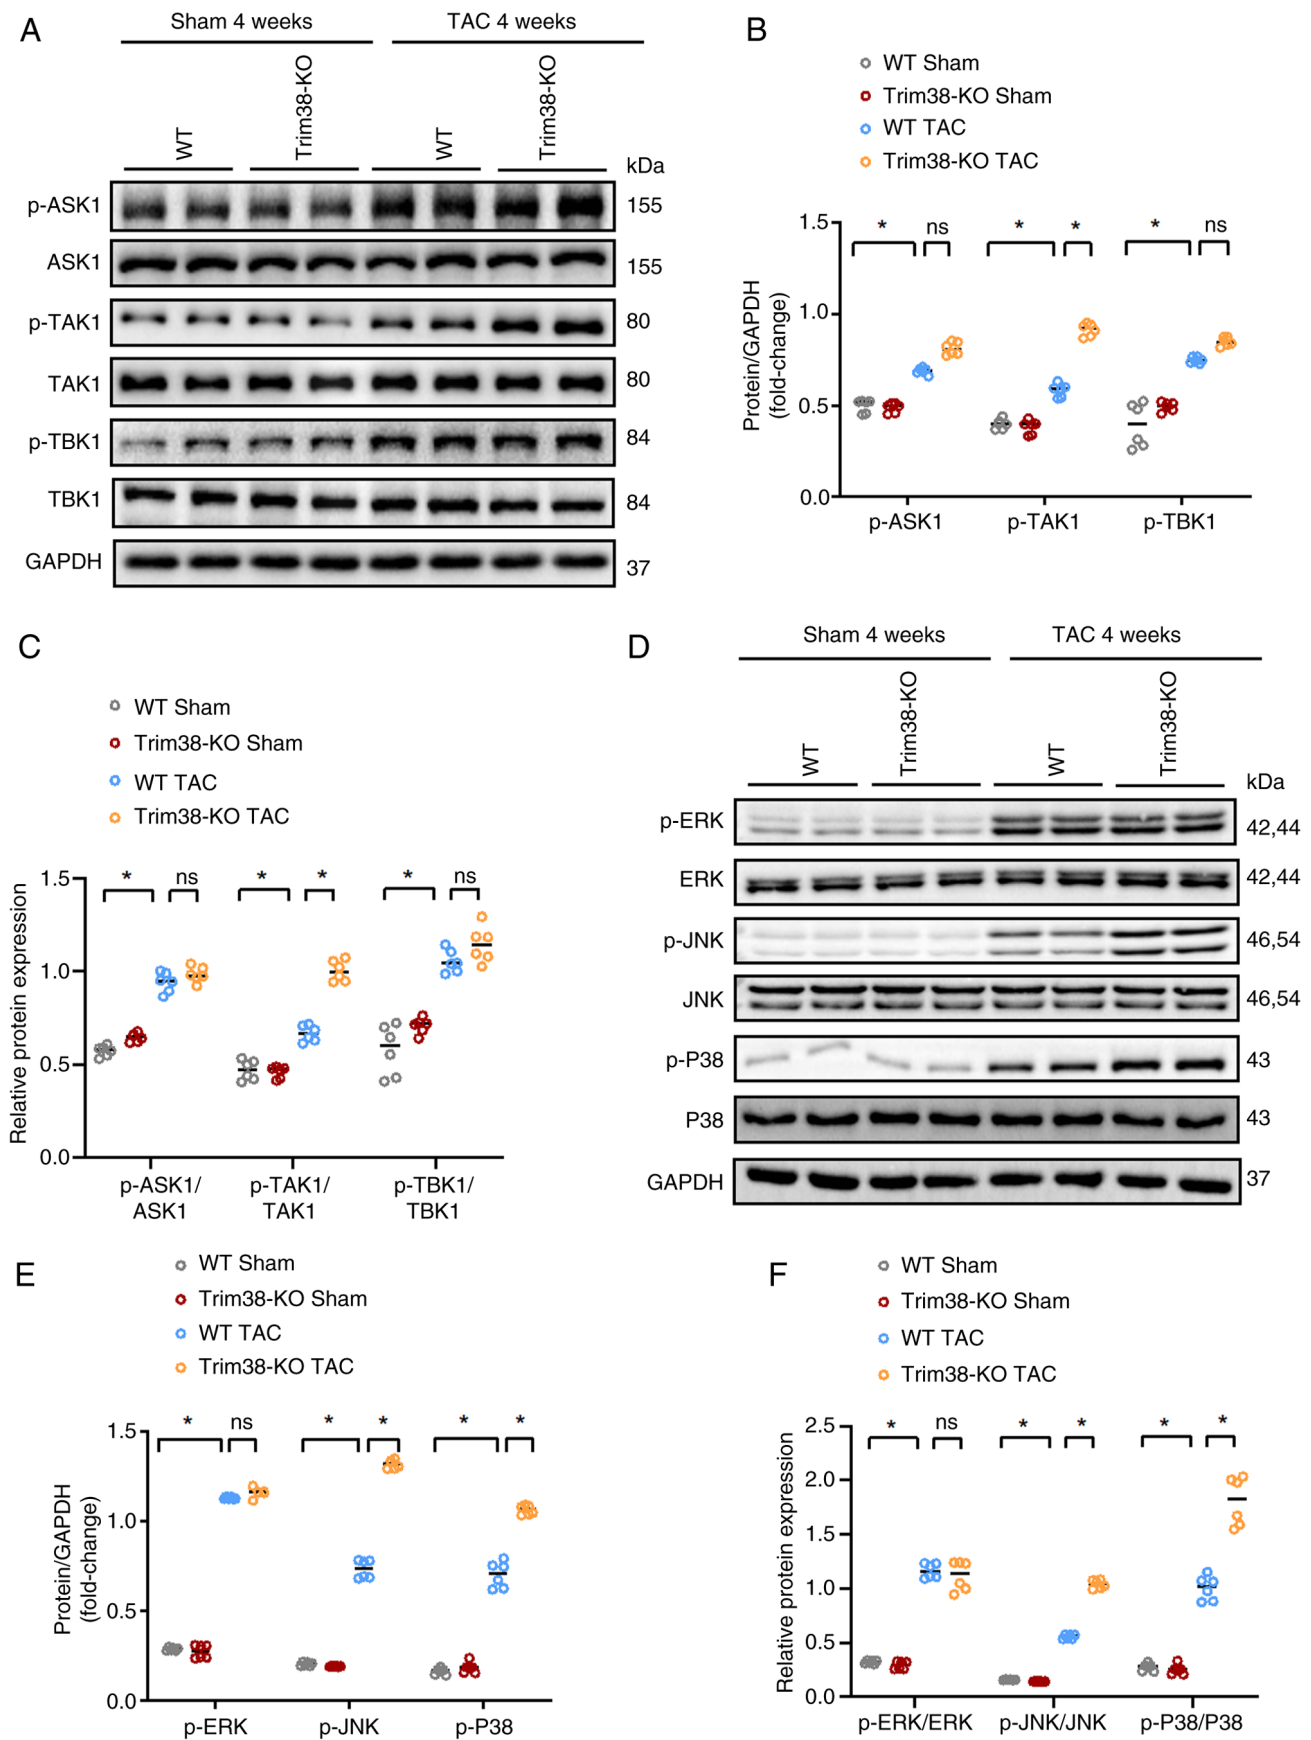 A
Sham 4 weeks
TAC 4 weeks
WT
Trim38-KO
WT
Trim38-KO
kDa
p-ASK1
155
ASK1
155
p-TAK1
80
TAK1
80
p-TBK1
84
TBK1
84
GAPDH
37
B
WT Sham
Trim38-KO Sham
WT TAC
Trim38-KO TAC
Protein/GAPDH
(fold-change)
1.5
1.0
0.5
0.0
* ns * * * ns
p-ASK1
p-TAK1
p-TBK1
C
WT Sham
Trim38-KO Sham
WT TAC
Trim38-KO TAC
Relative protein expression
1.5
1.0
0.5
0.0
* ns * * * ns
p-ASK1/
ASK1
p-TAK1/
TAK1
p-TBK1/
TBK1
D
Sham 4 weeks
TAC 4 weeks
WT
Trim38-KO
WT
Trim38-KO
kDa
p-ERK
42,44
ERK
42,44
p-JNK
46,54
JNK
46,54
p-P38
43
P38
43
GAPDH
37
E
WT Sham
Trim38-KO Sham
WT TAC
Trim38-KO TAC
Protein/GAPDH
(fold-change)
1.5
1.0
0.5
0.0
* ns * * * *
p-ERK
p-JNK
p-P38
F
WT Sham
Trim38-KO Sham
WT TAC
Trim38-KO TAC
Relative protein expression
2.5
2.0
1.5
1.0
0.5
0.0
* ns * * * *
p-ERK/ERK
p-JNK/JNK
p-P38/P38